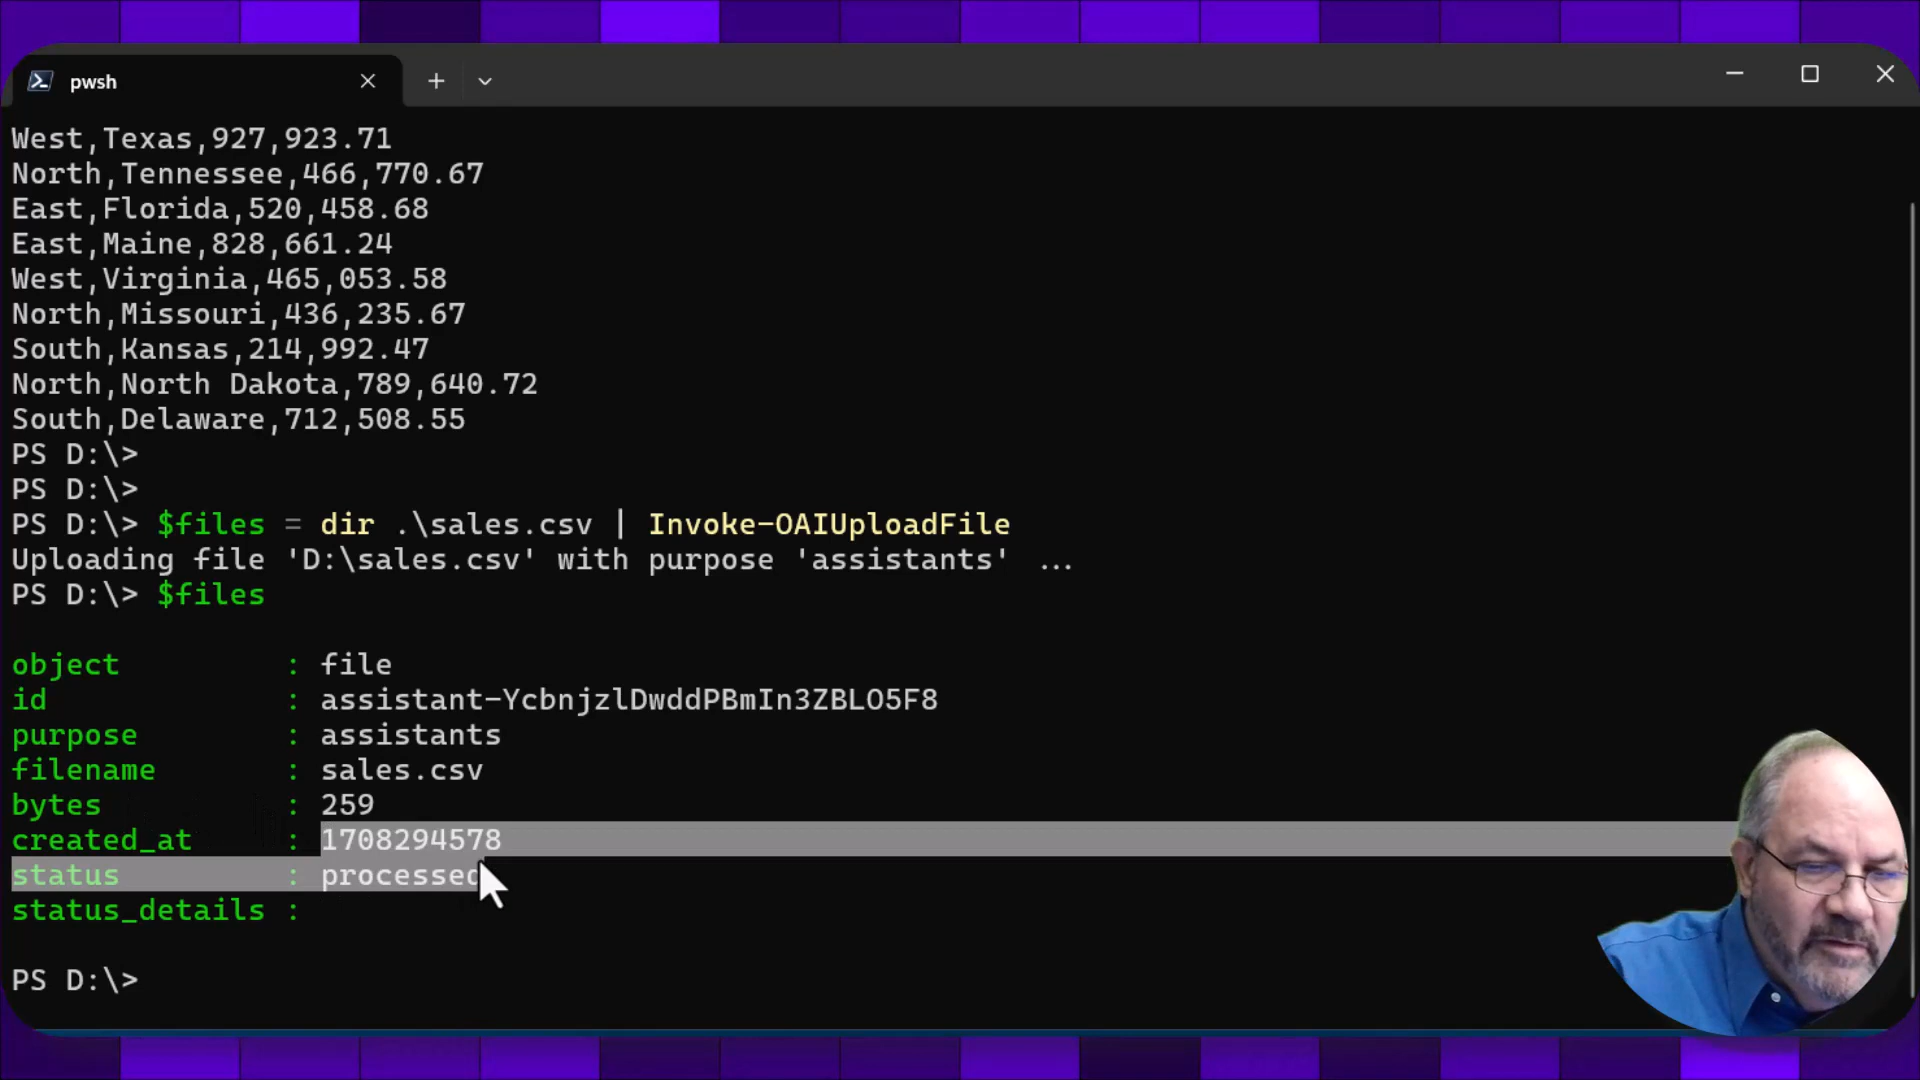 pwsh
West,Texas,927,923.71
North,Tennessee,466,770.67
East,Florida,520,458.68
East,Maine,828,661.24
West,Virginia,465,053.58
North,Missouri,436,235.67
South,Kansas,214,992.47
North,North Dakota,789,640.72
South,Delaware,712,508.55
PS D:\>
PS D:\>
PS D:\> $files = dir .\sales.csv | Invoke-OAIUploadFile
Uploading file 'D:\sales.csv' with purpose 'assistants' ...
PS D:\> $files
object : file
id : assistant-YcbnjzlDwddPBmIn3ZBLO5F8
purpose : assistants
filename : sales.csv
bytes : 259
created_at : 1708294578
status : processed
status_details :
PS D:\>